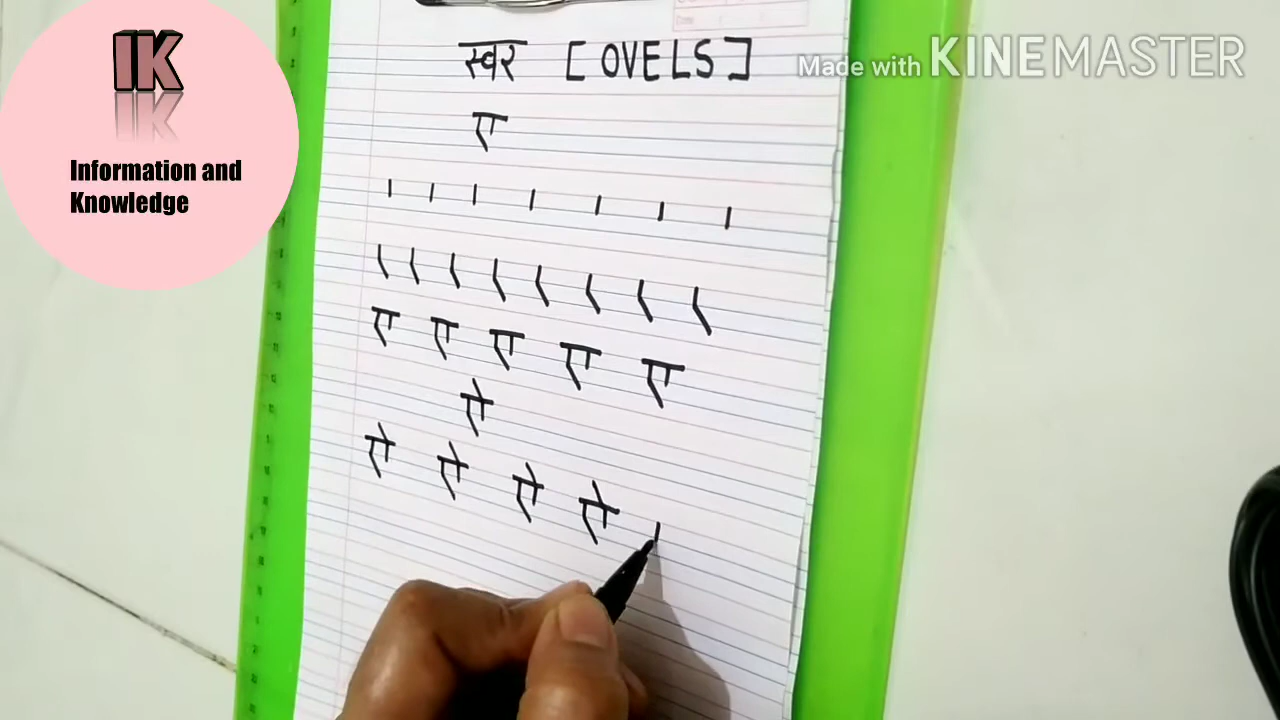 IK
Information and
Knowledge
Made with KINEMASTER
स्वर [ OVELS ]
ए
ए ए ए ए ए
ऐ
ऐ ऐ ऐ ऐ